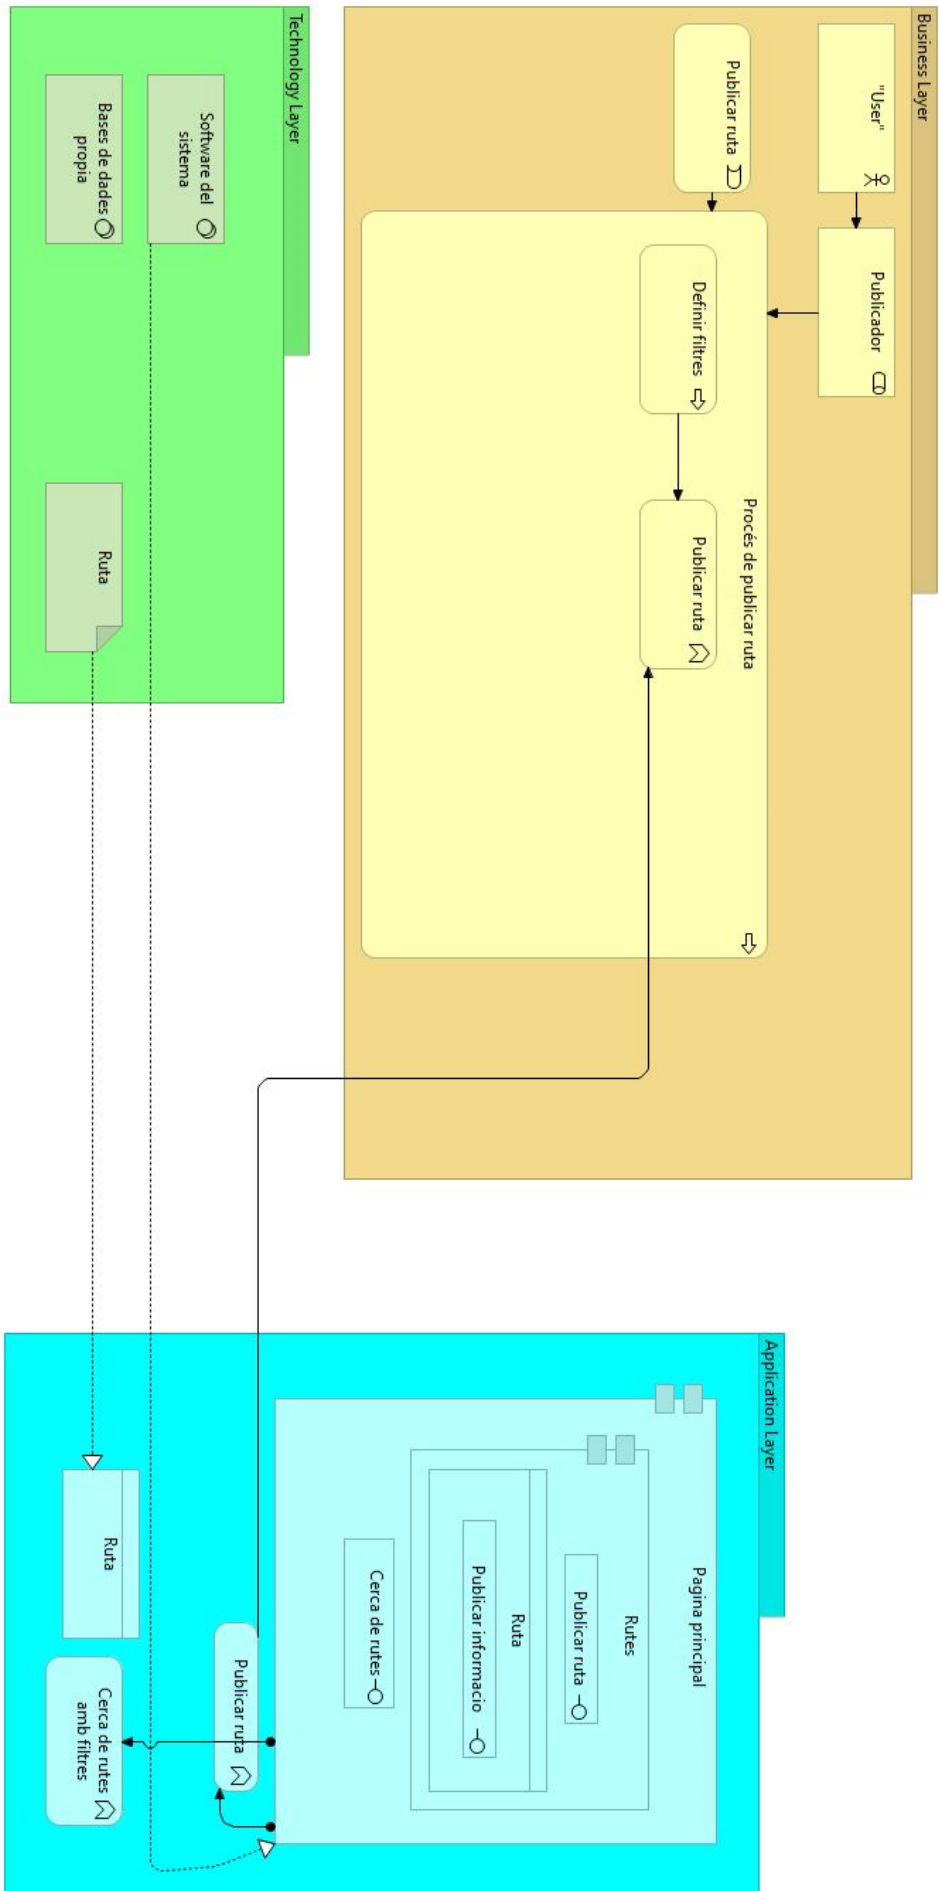 Business Layer
"User"
Publicador
Publicar ruta
Procés de publicar ruta
Definir filtres
Publicar ruta
Technology Layer
Software del
sistema
Bases de dades
propia
Ruta
Application Layer
Pagina principal
Rutes
Publicar ruta
Ruta
Publicar informacio
Cerca de rutes
Publicar ruta
Ruta
Cerca de rutes
amb filtres